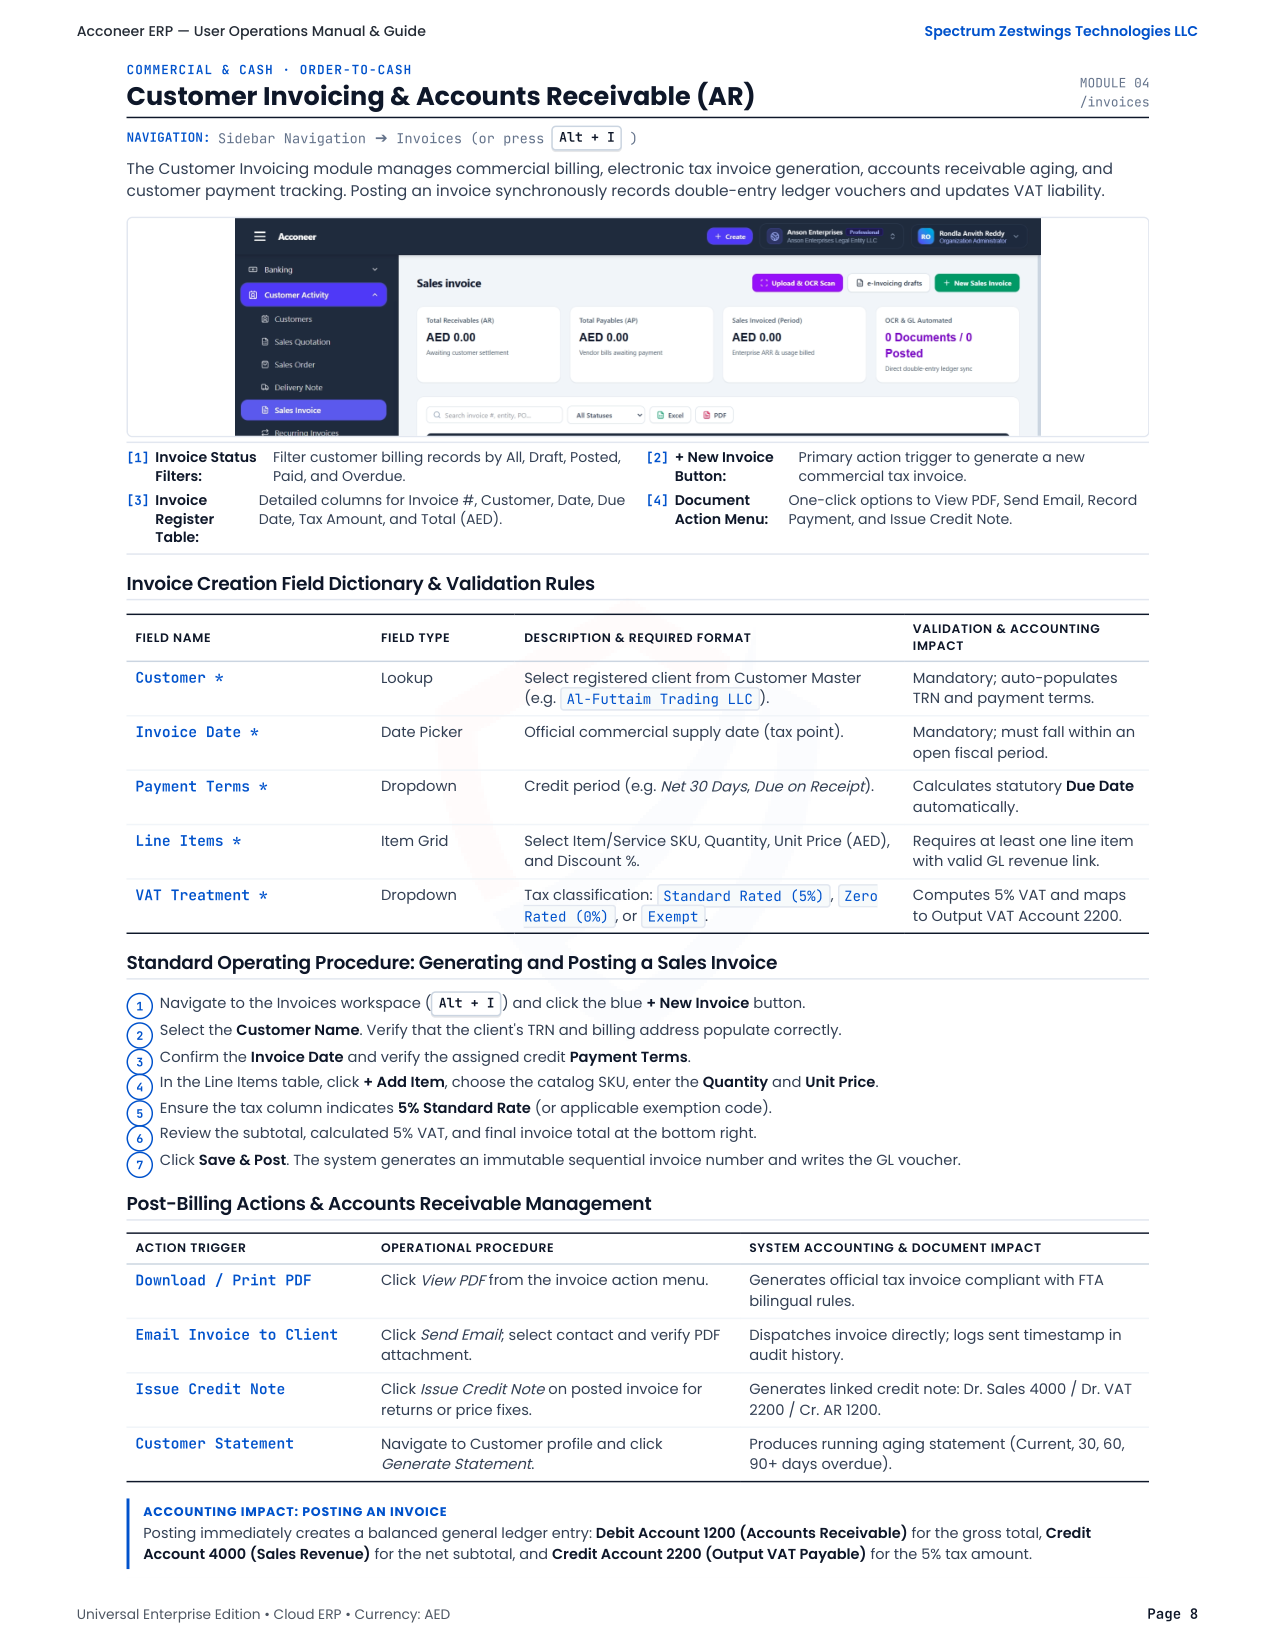 Acconeer ERP — User Operations Manual & Guide
Spectrum Zestwings Technologies LLC
COMMERCIAL & CASH · ORDER-TO-CASH
Customer Invoicing & Accounts Receivable (AR)
MODULE 04
/invoices
NAVIGATION: Sidebar Navigation ➔ Invoices (or press Alt + I )
The Customer Invoicing module manages commercial billing, electronic tax invoice generation, accounts receivable aging, and
customer payment tracking. Posting an invoice synchronously records double-entry ledger vouchers and updates VAT liability.
Acconeer
+ Create
Anson Enterprises Professional
Anson Enterprises Legal Entity LLC
RO
Rondla Anvith Reddy
Organization Administrator
Banking
Customer Activity
Customers
Sales Quotation
Sales Order
Delivery Note
Sales Invoice
Recurring Invoices
Sales invoice
Upload & OCR Scan
e-Invoicing drafts
+ New Sales Invoice
Total Receivables (AR)
AED 0.00
Awaiting customer settlement
Total Payables (AP)
AED 0.00
Vendor bills awaiting payment
Sales Invoiced (Period)
AED 0.00
Enterprise ARR & usage billed
OCR & GL Automated
0 Documents / 0
Posted
Direct double-entry ledger sync
Search invoice #, entity, PO...
All Statuses
Excel
PDF
[1] Invoice Status Filters: Filter customer billing records by All, Draft, Posted,
Paid, and Overdue.
[2] + New Invoice Button: Primary action trigger to generate a new
commercial tax invoice.
[3] Invoice Register Table: Detailed columns for Invoice #, Customer, Date, Due
Date, Tax Amount, and Total (AED).
[4] Document Action Menu: One-click options to View PDF, Send Email, Record
Payment, and Issue Credit Note.
Invoice Creation Field Dictionary & Validation Rules
FIELD NAME FIELD TYPE DESCRIPTION & REQUIRED FORMAT VALIDATION & ACCOUNTING
IMPACT
Customer * Lookup Select registered client from Customer Master Mandatory; auto-populates
(e.g. Al-Futtaim Trading LLC). TRN and payment terms.
Invoice Date * Date Picker Official commercial supply date (tax point). Mandatory; must fall within an
open fiscal period.
Payment Terms * Dropdown Credit period (e.g. Net 30 Days, Due on Receipt). Calculates statutory Due Date
automatically.
Line Items * Item Grid Select Item/Service SKU, Quantity, Unit Price (AED), Requires at least one line item
and Discount %. with valid GL revenue link.
VAT Treatment * Dropdown Tax classification: Standard Rated (5%), Zero Computes 5% VAT and maps
Rated (0%), or Exempt. to Output VAT Account 2200.
Standard Operating Procedure: Generating and Posting a Sales Invoice
1 Navigate to the Invoices workspace (Alt + I) and click the blue + New Invoice button.
2 Select the Customer Name. Verify that the client's TRN and billing address populate correctly.
3 Confirm the Invoice Date and verify the assigned credit Payment Terms.
4 In the Line Items table, click + Add Item, choose the catalog SKU, enter the Quantity and Unit Price.
5 Ensure the tax column indicates 5% Standard Rate (or applicable exemption code).
6 Review the subtotal, calculated 5% VAT, and final invoice total at the bottom right.
7 Click Save & Post. The system generates an immutable sequential invoice number and writes the GL voucher.
Post-Billing Actions & Accounts Receivable Management
ACTION TRIGGER OPERATIONAL PROCEDURE SYSTEM ACCOUNTING & DOCUMENT IMPACT
Download / Print PDF Click View PDF from the invoice action menu. Generates official tax invoice compliant with FTA
bilingual rules.
Email Invoice to Client Click Send Email; select contact and verify PDF Dispatches invoice directly; logs sent timestamp in
attachment. audit history.
Issue Credit Note Click Issue Credit Note on posted invoice for Generates linked credit note: Dr. Sales 4000 / Dr. VAT
returns or price fixes. 2200 / Cr. AR 1200.
Customer Statement Navigate to Customer profile and click Produces running aging statement (Current, 30, 60,
Generate Statement. 90+ days overdue).
ACCOUNTING IMPACT: POSTING AN INVOICE
Posting immediately creates a balanced general ledger entry: Debit Account 1200 (Accounts Receivable) for the gross total, Credit
Account 4000 (Sales Revenue) for the net subtotal, and Credit Account 2200 (Output VAT Payable) for the 5% tax amount.
Universal Enterprise Edition • Cloud ERP • Currency: AED
Page 8